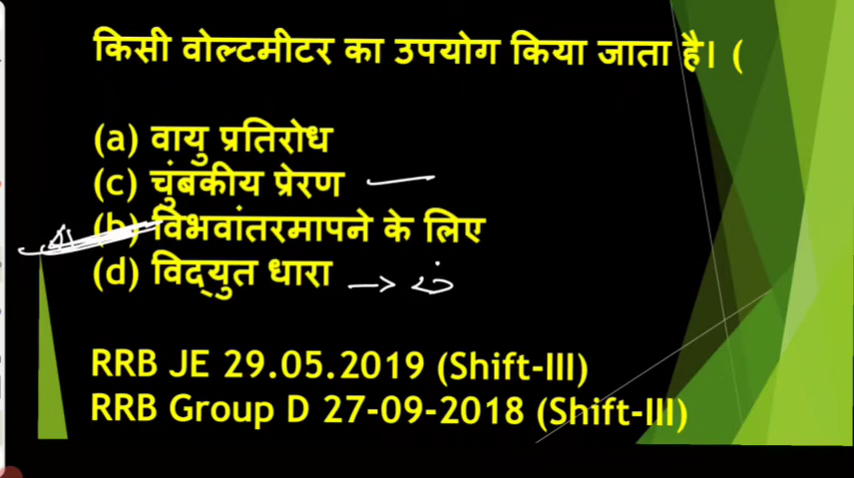 किसी वोल्टमीटर का उपयोग किया जाता है। (
(a) वायु प्रतिरोध
(c) चुंबकीय प्रेरण
(b) विभवांतरमापने के लिए
(d) विद्युत धारा
RRB JE 29.05.2019 (Shift-III)
RRB Group D 27-09-2018 (Shift-III)